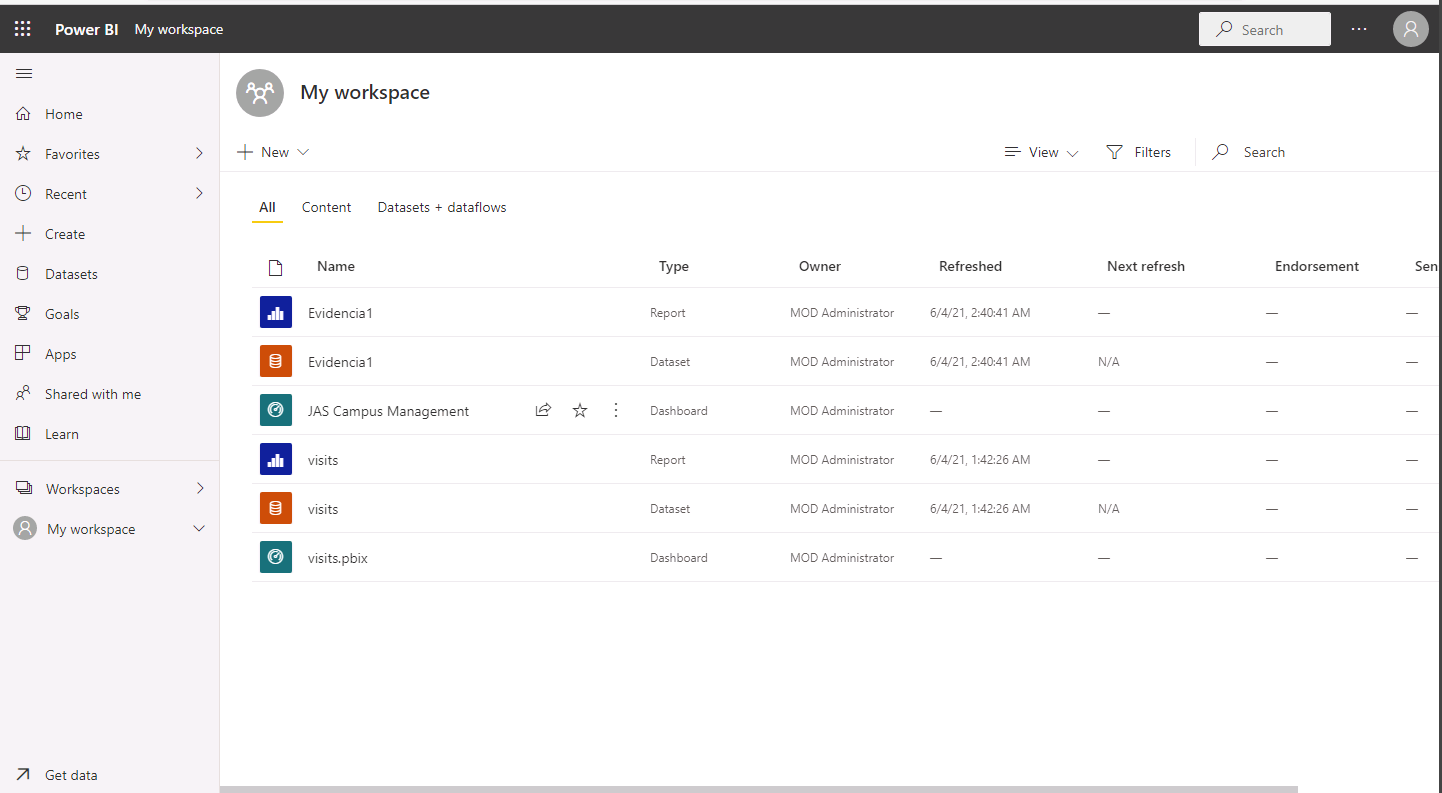 Power BI My workspace Search ...
Home
Favorites
Recent
Create
Datasets
Goals
Apps
Shared with me
Learn
Workspaces
My workspace
Get data
My workspace
New View Filters Search
All Content Datasets + dataflows
Name Type Owner Refreshed Next refresh Endorsement Sen
Evidencia1 Report MOD Administrator 6/4/21, 2:40:41 AM — — —
Evidencia1 Dataset MOD Administrator 6/4/21, 2:40:41 AM N/A — —
JAS Campus Management Dashboard MOD Administrator — — — —
visits Report MOD Administrator 6/4/21, 1:42:26 AM — — —
visits Dataset MOD Administrator 6/4/21, 1:42:26 AM N/A — —
visits.pbix Dashboard MOD Administrator — — — —